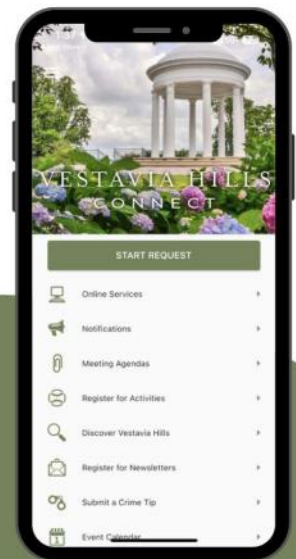 VESTAVIA HILLS
CONNECT
START REQUEST
Online Services
Notifications
Meeting Agendas
Register for Activities
Discover Vestavia Hills
Register for Newsletters
Submit a Crime Tip
Event Calendar